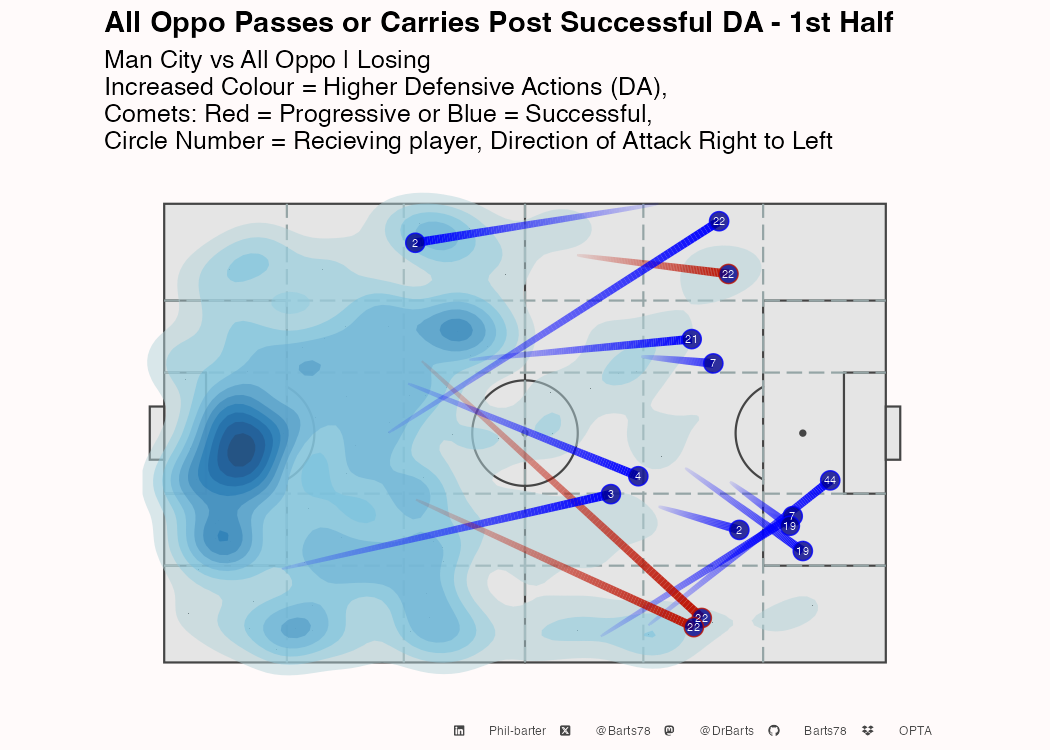 All Oppo Passes or Carries Post Successful DA - 1st Half
Man City vs All Oppo | Losing
Increased Colour = Higher Defensive Actions (DA),
Comets: Red = Progressive or Blue = Successful,
Circle Number = Recieving player, Direction of Attack Right to Left
22
2
22
21
7
4
44
3
7
19
2
19
22
22
Phil-barter @Barts78 @DrBarts Barts78 OPTA